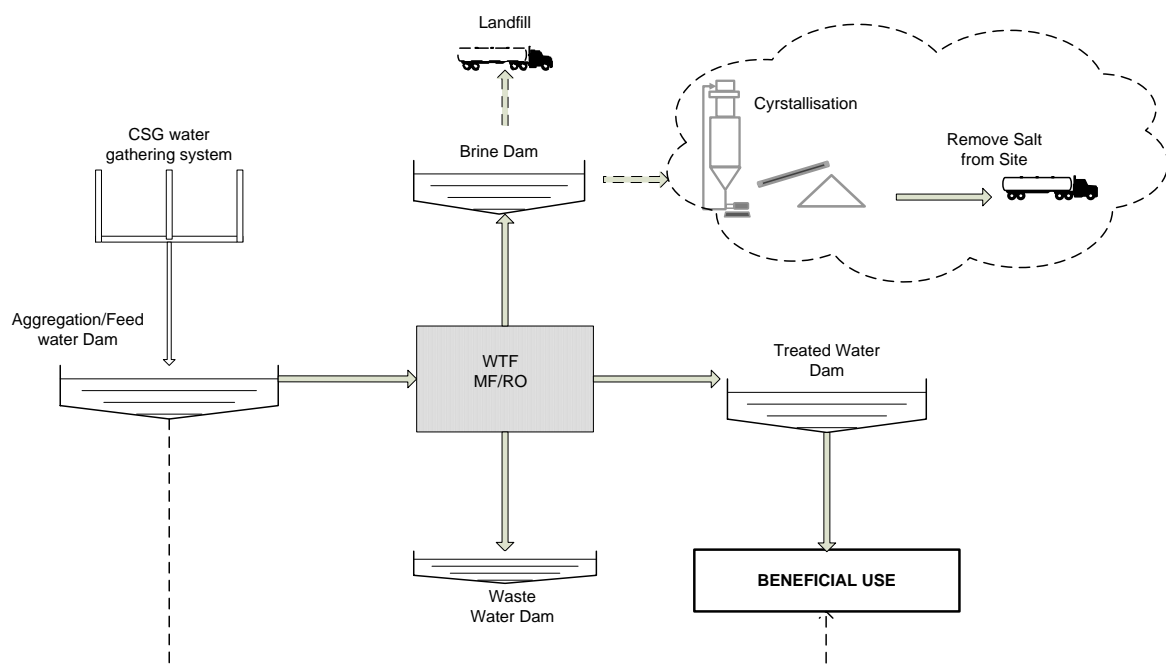 Landfill
Cyrstallisation
CSG water
gathering system
Brine Dam
Remove Salt
from Site
Aggregation/Feed
water Dam
WTF
MF/RO
Treated Water
Dam
BENEFICIAL USE
Waste
Water Dam